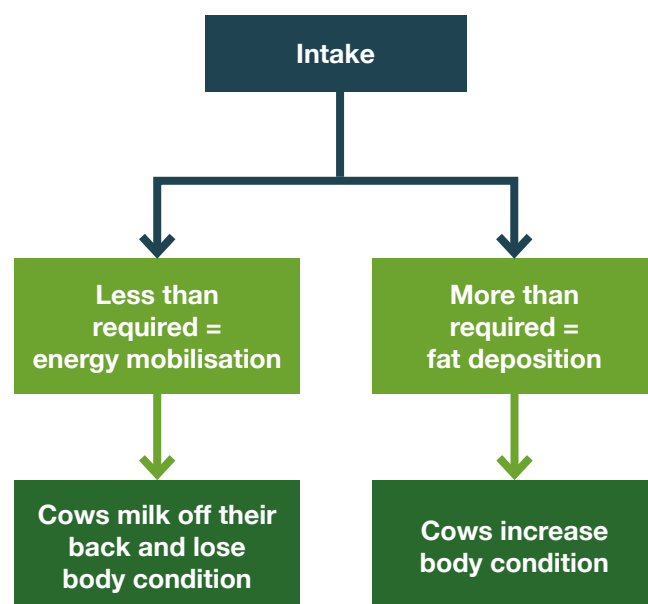 Intake
Less than
required =
energy mobilisation
More than
required =
fat deposition
Cows milk off their
back and lose
body condition
Cows increase
body condition